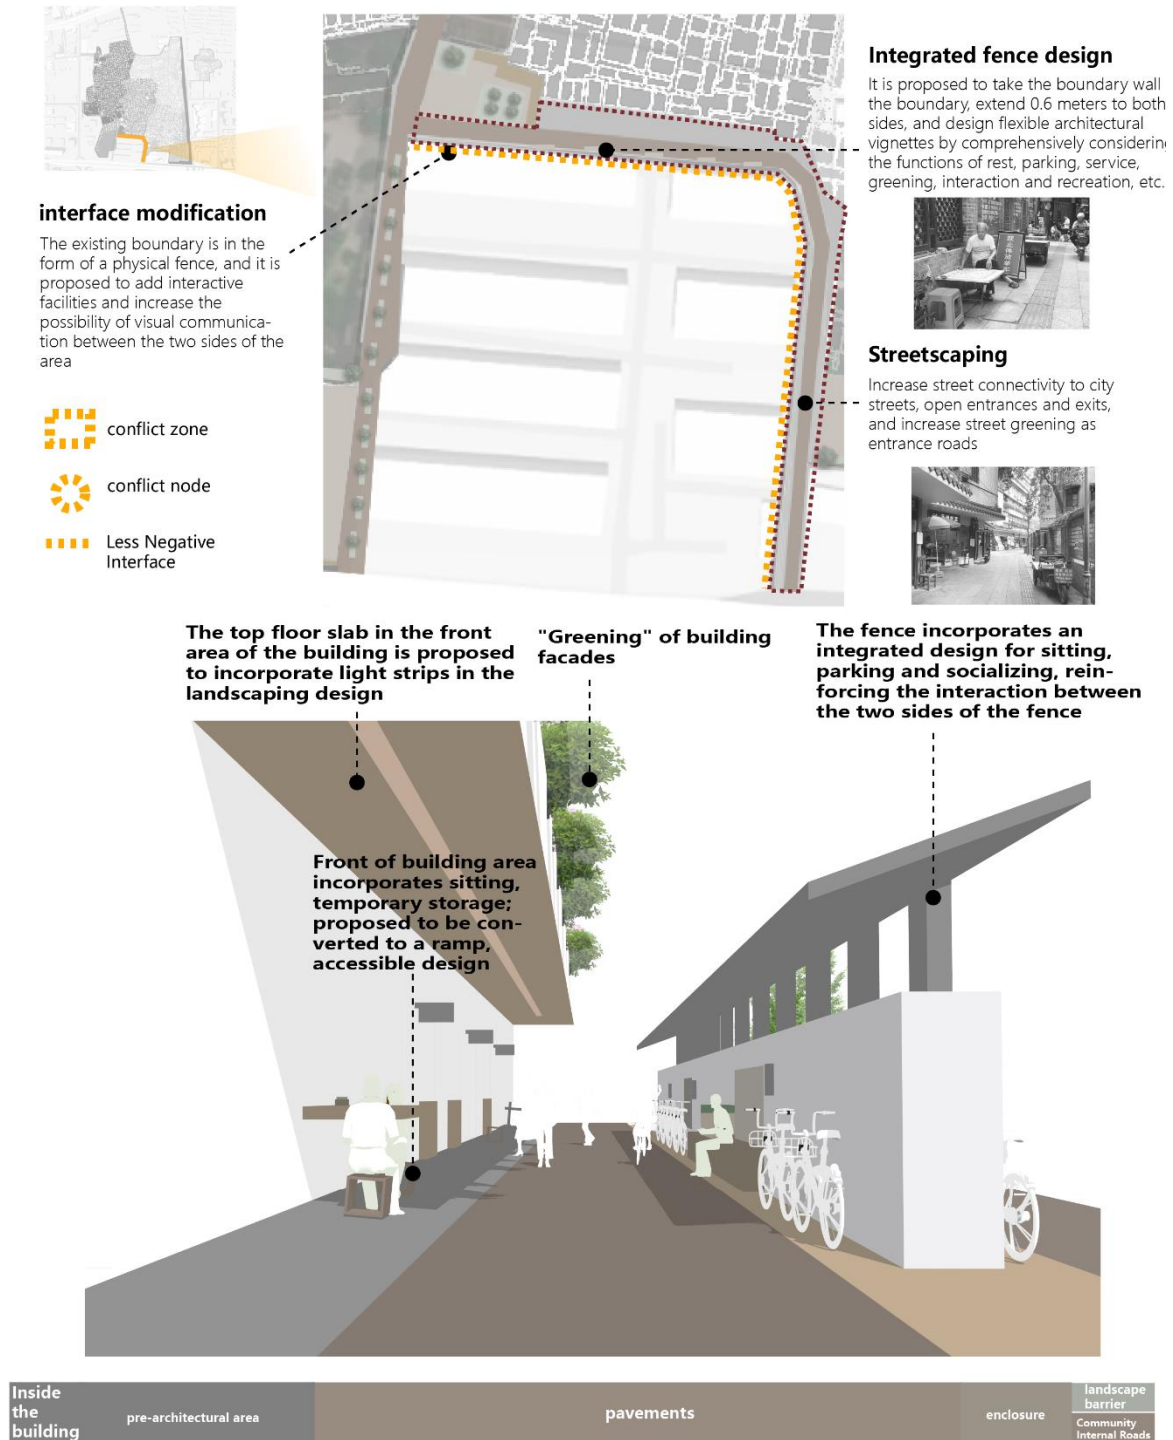 Integrated fence design
It is proposed to take the boundary wall
the boundary, extend 0.6 meters to both
sides, and design flexible architectural
vignettes by comprehensively considering
the functions of rest, parking, service,
greening, interaction and recreation, etc.
interface modification
The existing boundary is in the
form of a physical fence, and it is
proposed to add interactive
facilities and increase the
possibility of visual communica-
tion between the two sides of the
area
conflict zone
conflict node
Less Negative
Interface
Streetscaping
Increase street connectivity to city
streets, open entrances and exits,
and increase street greening as
entrance roads
The top floor slab in the front
area of the building is proposed
to incorporate light strips in the
landscaping design
"Greening" of building
facades
The fence incorporates an
integrated design for sitting,
parking and socializing, rein-
forcing the interaction between
the two sides of the fence
Front of building area
incorporates sitting,
temporary storage;
proposed to be con-
verted to a ramp,
accessible design
Inside
the
building
pre-architectural area
pavements
enclosure
landscape
barrier
Community
Internal Roads